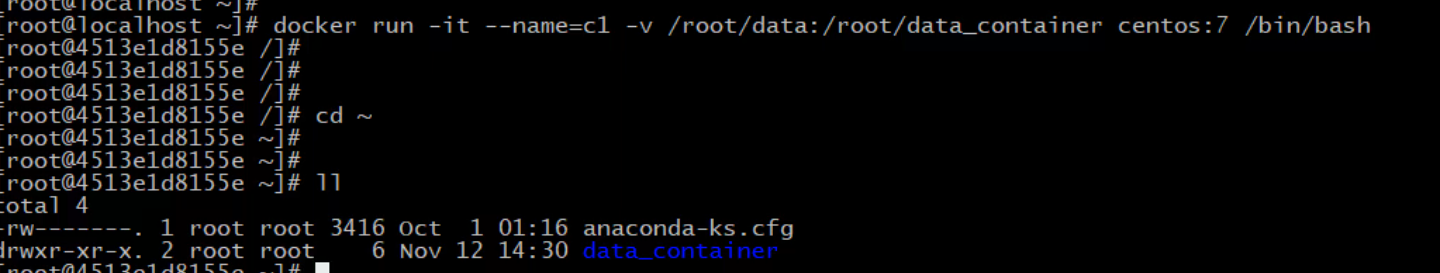 [root@localhost ~]#
[root@localhost ~]# docker run -it --name=c1 -v /root/data:/root/data_container centos:7 /bin/bash
[root@4513e1d8155e /]#
[root@4513e1d8155e /]#
[root@4513e1d8155e /]#
[root@4513e1d8155e /]# cd ~
[root@4513e1d8155e ~]#
[root@4513e1d8155e ~]#
[root@4513e1d8155e ~]# ll
total 4
-rw-------. 1 root root 3416 Oct  1 01:16 anaconda-ks.cfg
drwxr-xr-x. 2 root root    6 Nov 12 14:30 data_container
[root@4513e1d8155e ~]#